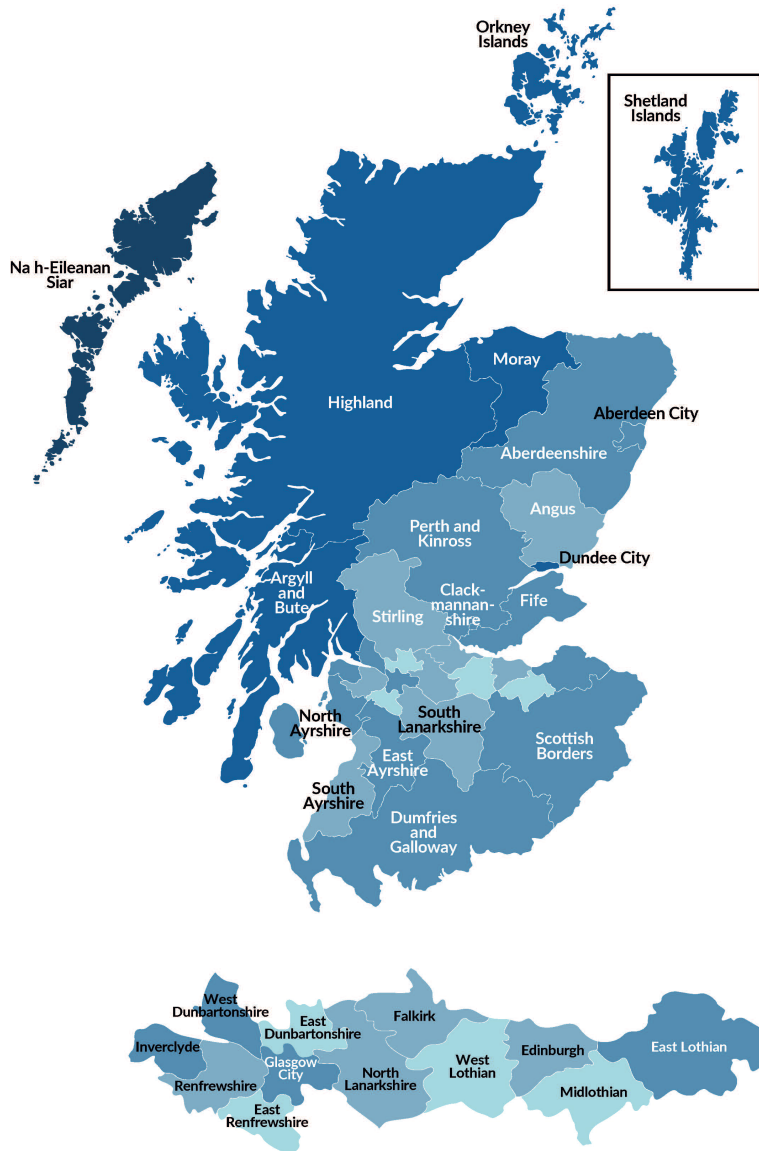 Orkney
Islands
Shetland
Islands
Na h-Eileanan
Siar
Moray
Highland
Aberdeen City
Aberdeenshire
Angus
Perth and
Kinross
Dundee City
Argyll
and
Bute
Clack-
mannan-
shire
Fife
Stirling
North
Ayrshire
South
Lanarkshire
Scottish
Borders
East
Ayrshire
South
Ayrshire
Dumfries
and
Galloway
West
Dunbartonshire
East
Dunbartonshire
Falkirk
Inverclyde
Glasgow
City
Renfrewshire
North
Lanarkshire
West
Lothian
Edinburgh
East Lothian
Midlothian
East
Renfrewshire